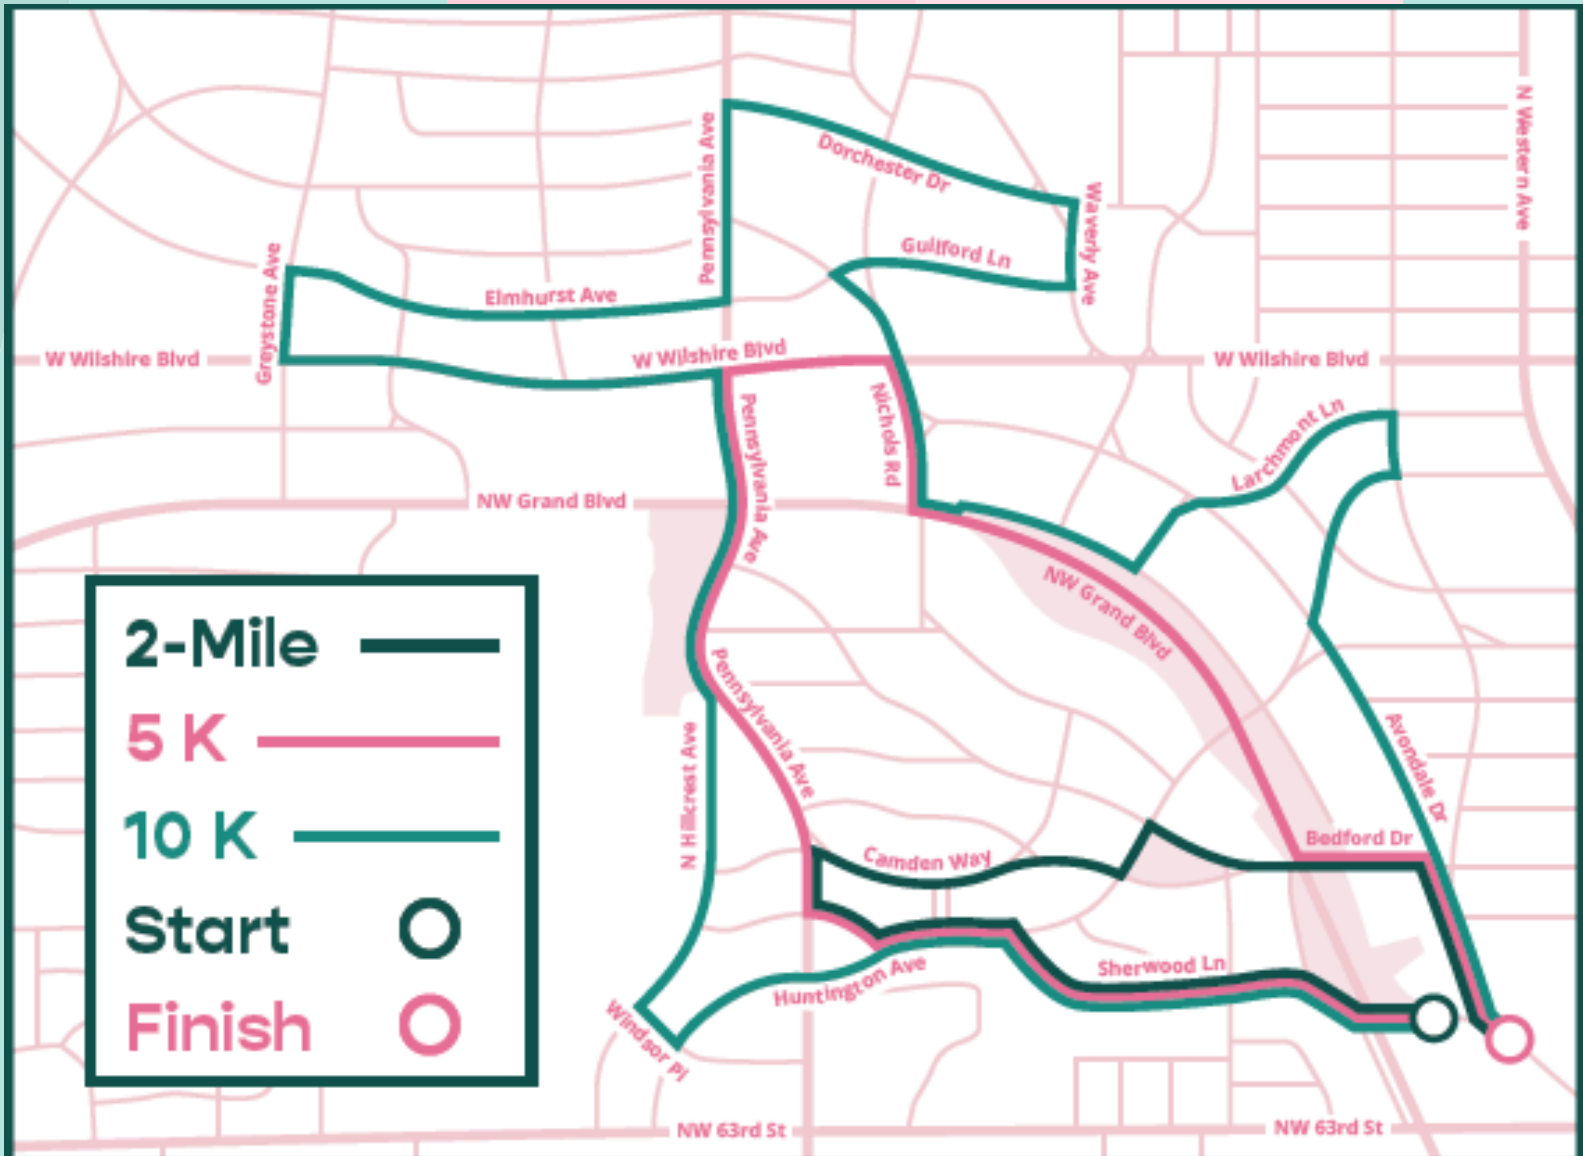 Pennsylvania Ave
Dorchester Dr
N Western Ave
Waverly Ave
Guilford Ln
Greystone Ave
Elmhurst Ave
W Wilshire Blvd
W Wilshire Blvd
W Wilshire Blvd
Nichols Rd
Pennsylvania Ave
Larchmont Ln
NW Grand Blvd
NW Grand Blvd
Pennsylvania Ave
N Hillcrest Ave
Avondale Dr
Bedford Dr
Camden Way
Huntington Ave
Sherwood Ln
Windsor Pl
NW 63rd St
NW 63rd St
2-Mile
5 K
10 K
Start
Finish